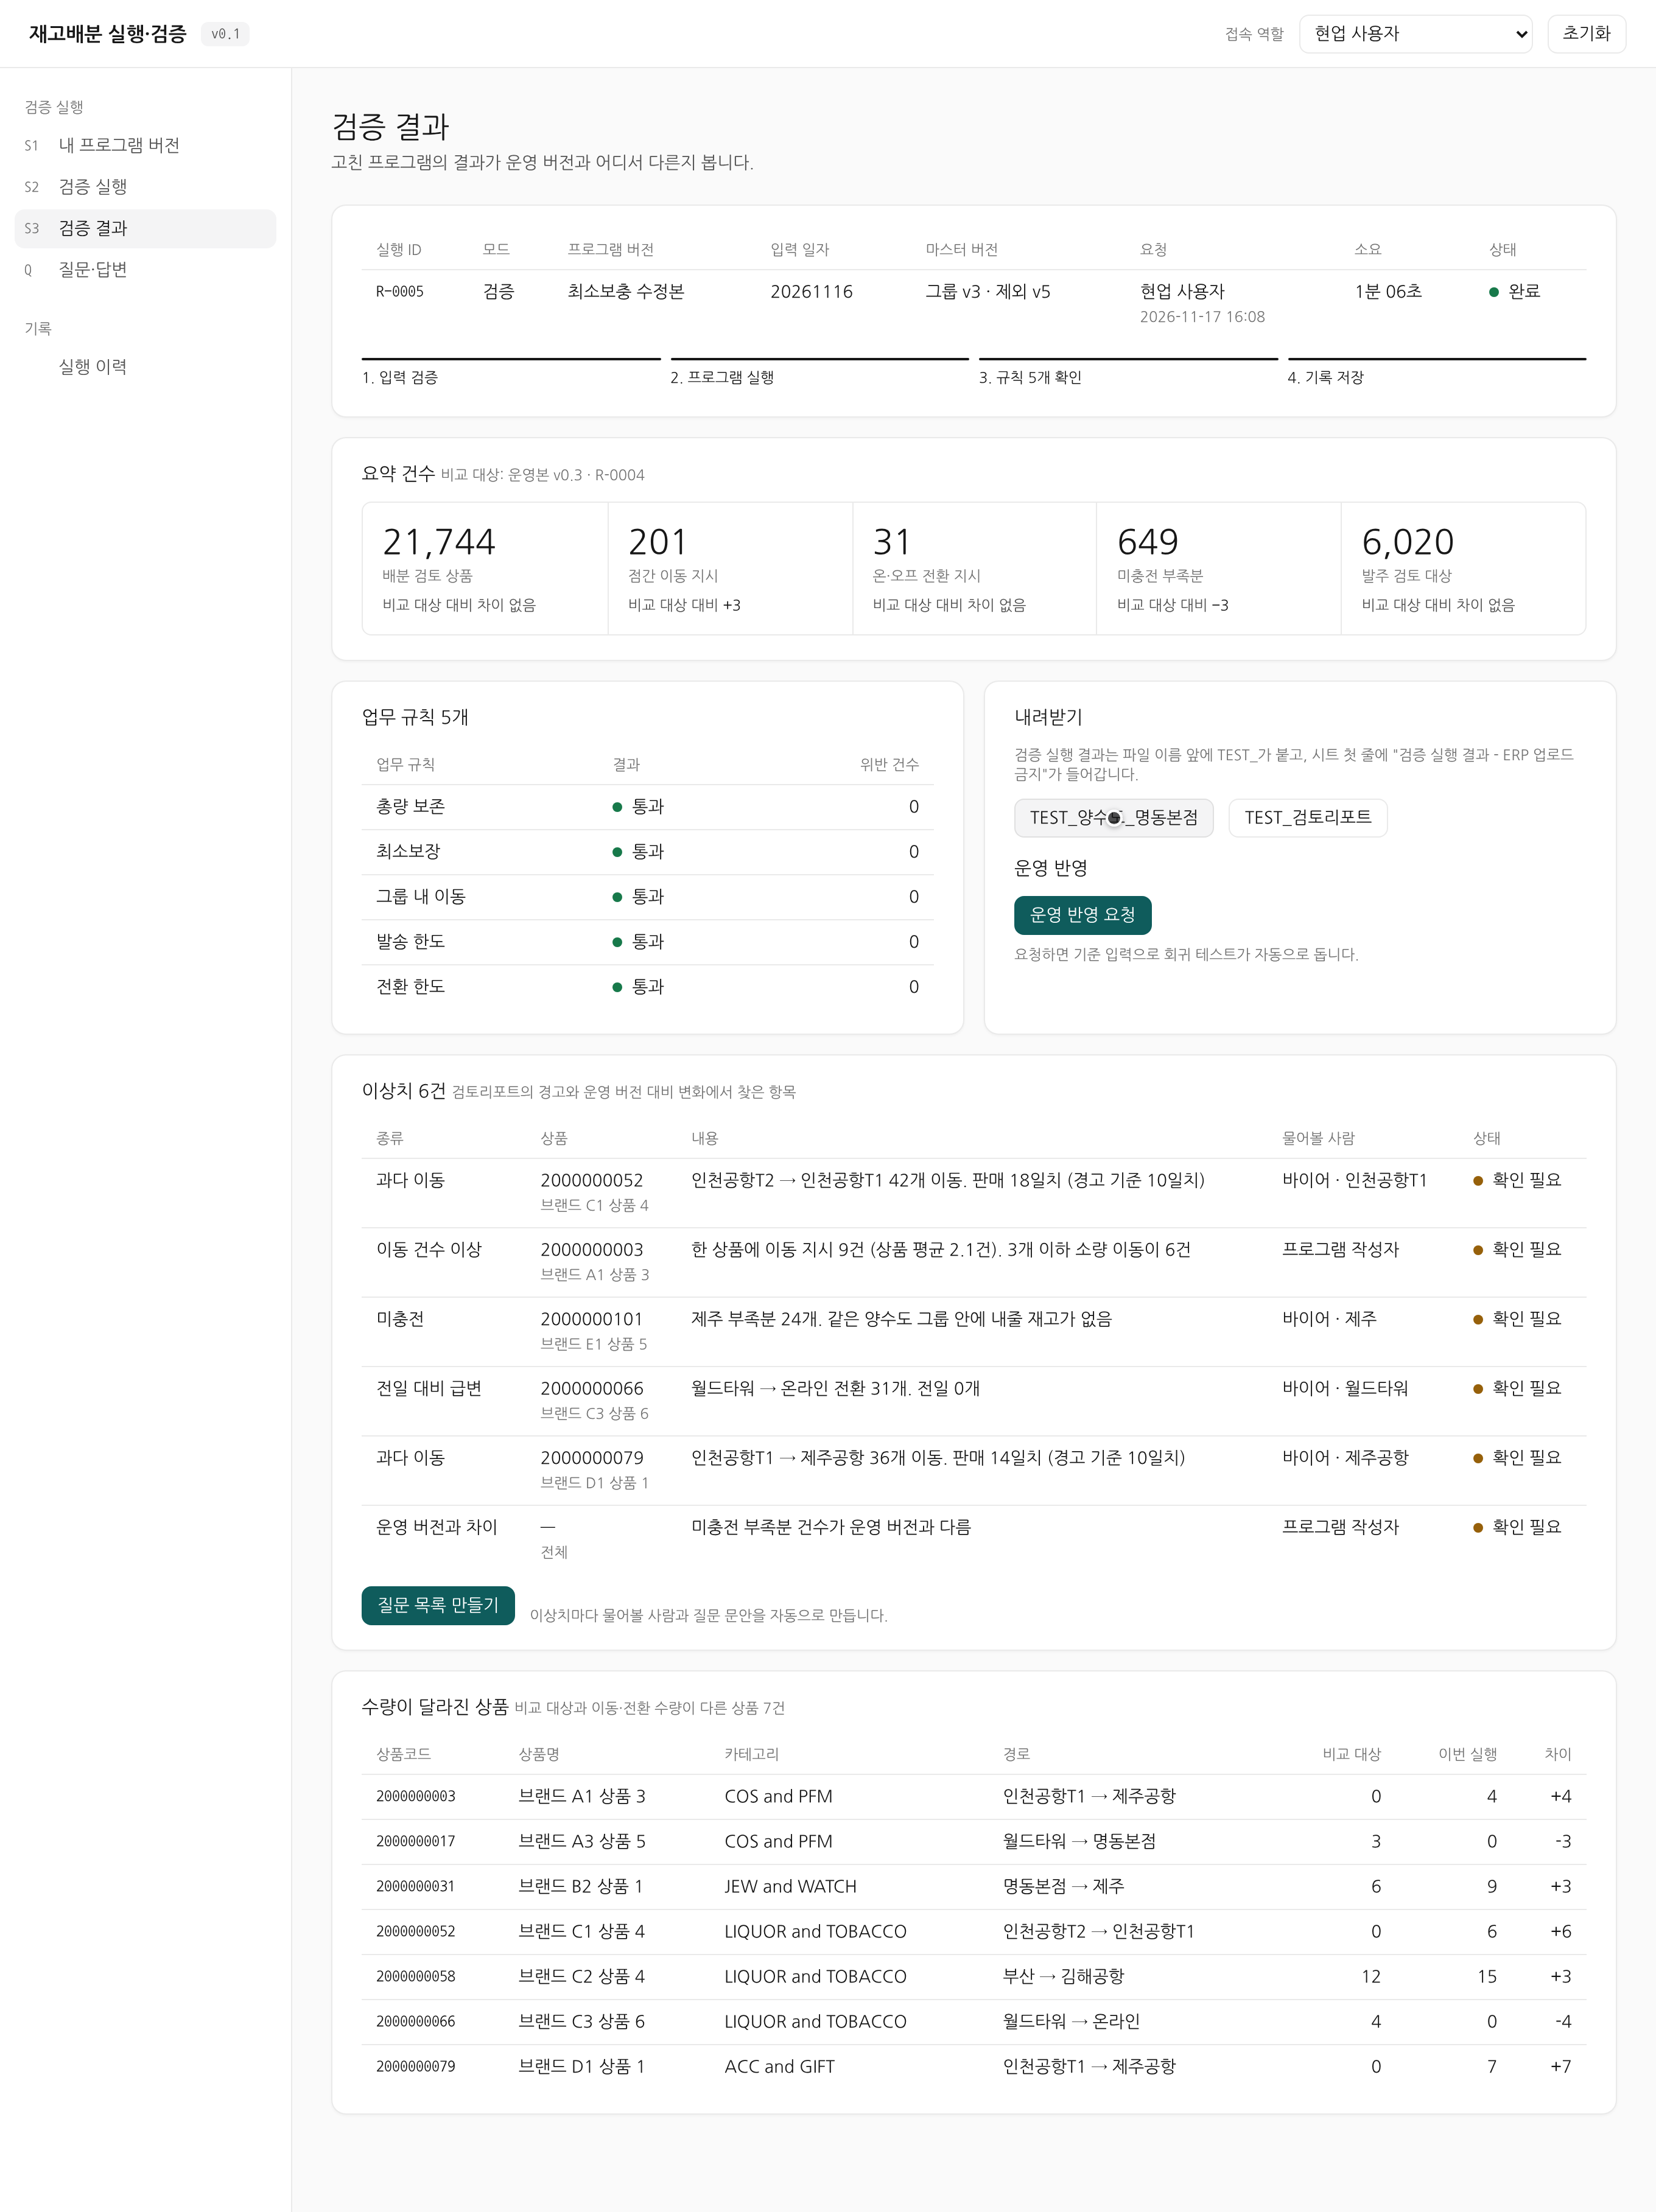 재고배분 실행·검증 v0.1 접속 역할 현업 사용자 초기화
검증 실행
S1 내 프로그램 버전
S2 검증 실행
S3 검증 결과
Q 질문·답변
기록
실행 이력
검증 결과
고친 프로그램의 결과가 운영 버전과 어디서 다른지 봅니다.
실행 ID 모드 프로그램 버전 입력 일자 마스터 버전 요청 소요 상태
R-0005 검증 최소보충 수정본 20261116 그룹 v3 · 제외 v5 현업 사용자 1분 06초 완료
2026-11-17 16:08
1. 입력 검증 2. 프로그램 실행 3. 규칙 5개 확인 4. 기록 저장
요약 건수 비교 대상: 운영본 v0.3 · R-0004
21,744 201 31 649 6,020
배분 검토 상품 점간 이동 지시 온·오프 전환 지시 미충전 부족분 발주 검토 대상
비교 대상 대비 차이 없음 비교 대상 대비 +3 비교 대상 대비 차이 없음 비교 대상 대비 −3 비교 대상 대비 차이 없음
업무 규칙 5개
업무 규칙 결과 위반 건수
총량 보존 통과 0
최소보장 통과 0
그룹 내 이동 통과 0
발송 한도 통과 0
전환 한도 통과 0
내려받기
검증 실행 결과는 파일 이름 앞에 TEST_가 붙고, 시트 첫 줄에 "검증 실행 결과 - ERP 업로드
금지"가 들어갑니다.
TEST_양수 _명동본점 TEST_검토리포트
운영 반영
운영 반영 요청
요청하면 기준 입력으로 회귀 테스트가 자동으로 돕니다.
이상치 6건 검토리포트의 경고와 운영 버전 대비 변화에서 찾은 항목
종류 상품 내용 물어볼 사람 상태
과다 이동 2000000052 인천공항T2 → 인천공항T1 42개 이동. 판매 18일치 (경고 기준 10일치) 바이어 · 인천공항T1 확인 필요
브랜드 C1 상품 4
이동 건수 이상 2000000003 한 상품에 이동 지시 9건 (상품 평균 2.1건). 3개 이하 소량 이동이 6건 프로그램 작성자 확인 필요
브랜드 A1 상품 3
미충전 2000000101 제주 부족분 24개. 같은 양수도 그룹 안에 내줄 재고가 없음 바이어 · 제주 확인 필요
브랜드 E1 상품 5
전일 대비 급변 2000000066 월드타워 → 온라인 전환 31개. 전일 0개 바이어 · 월드타워 확인 필요
브랜드 C3 상품 6
과다 이동 2000000079 인천공항T1 → 제주공항 36개 이동. 판매 14일치 (경고 기준 10일치) 바이어 · 제주공항 확인 필요
브랜드 D1 상품 1
운영 버전과 차이 — 미충전 부족분 건수가 운영 버전과 다름 프로그램 작성자 확인 필요
전체
질문 목록 만들기 이상치마다 물어볼 사람과 질문 문안을 자동으로 만듭니다.
수량이 달라진 상품 비교 대상과 이동·전환 수량이 다른 상품 7건
상품코드 상품명 카테고리 경로 비교 대상 이번 실행 차이
2000000003 브랜드 A1 상품 3 COS and PFM 인천공항T1 → 제주공항 0 4 +4
2000000017 브랜드 A3 상품 5 COS and PFM 월드타워 → 명동본점 3 0 -3
2000000031 브랜드 B2 상품 1 JEW and WATCH 명동본점 → 제주 6 9 +3
2000000052 브랜드 C1 상품 4 LIQUOR and TOBACCO 인천공항T2 → 인천공항T1 0 6 +6
2000000058 브랜드 C2 상품 4 LIQUOR and TOBACCO 부산 → 김해공항 12 15 +3
2000000066 브랜드 C3 상품 6 LIQUOR and TOBACCO 월드타워 → 온라인 4 0 -4
2000000079 브랜드 D1 상품 1 ACC and GIFT 인천공항T1 → 제주공항 0 7 +7